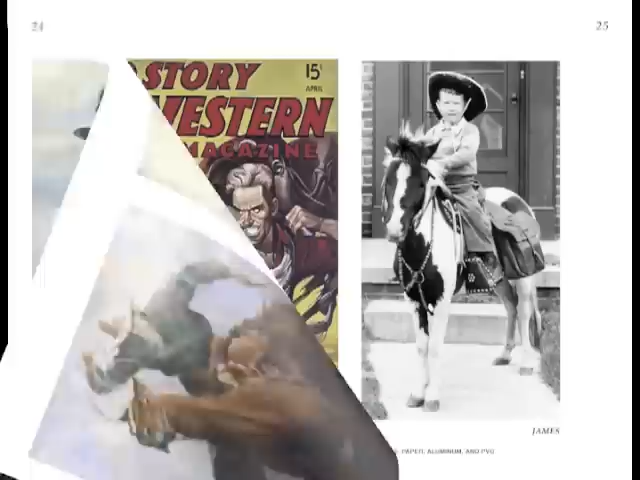 24
25
STORY
15¢
APRIL
WESTERN
MAGAZINE
JAMES
PAPER, ALUMINUM, AND PVC